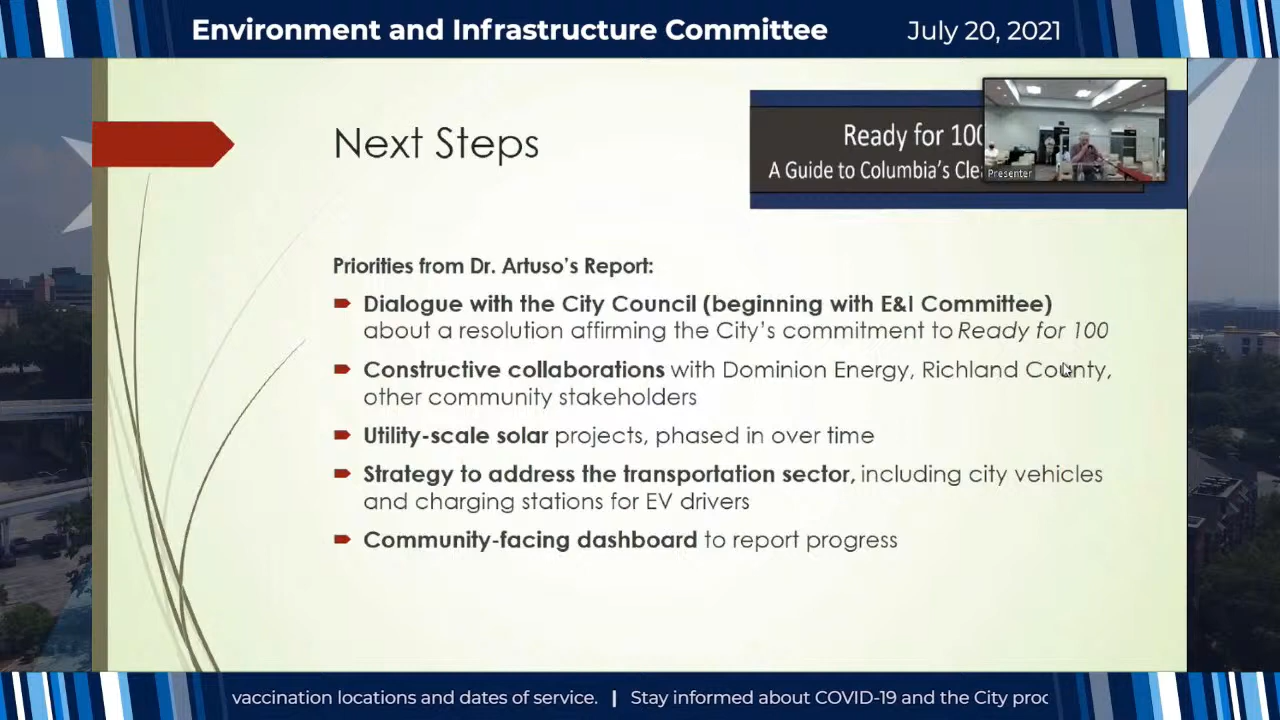 Environment and Infrastructure Committee
July 20, 2021
Next Steps
Ready for 100
A Guide to Columbia's
Presenter
Priorities from Dr. Artuso's Report:
Dialogue with the City Council (beginning with E&I Committee)
about a resolution affirming the City's commitment to Ready for 100
Constructive collaborations with Dominion Energy, Richland County,
other community stakeholders
Utility-scale solar projects, phased in over time
Strategy to address the transportation sector, including city vehicles
and charging stations for EV drivers
Community-facing dashboard to report progress
vaccination locations and dates of service. | Stay informed about COVID-19 and the City